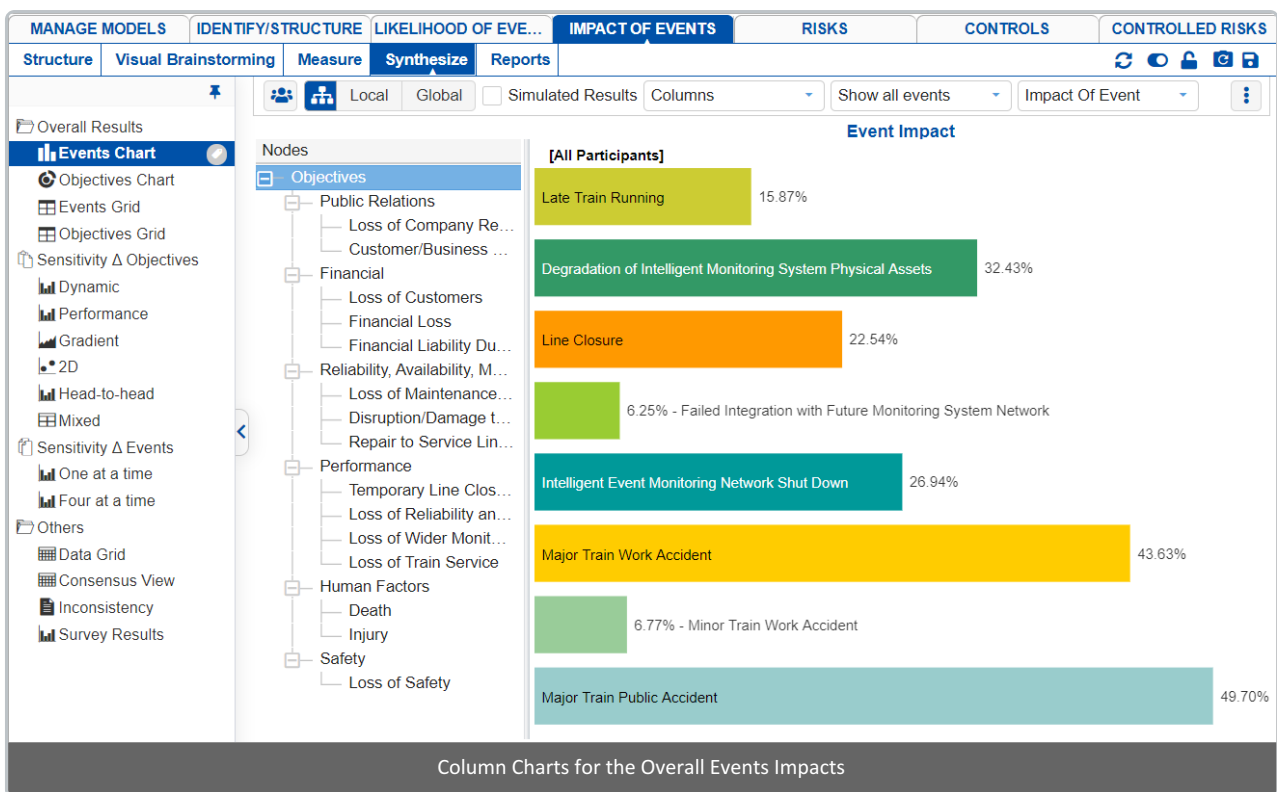 MANAGE MODELS IDENTIFY/STRUCTURE LIKELIHOOD OF EVE... IMPACT OF EVENTS RISKS CONTROLS CONTROLLED RISKS
Structure Visual Brainstorming Measure Synthesize Reports
Local Global Simulated Results Columns Show all events Impact Of Event
Overall Results
Events Chart
Objectives Chart
Events Grid
Objectives Grid
Sensitivity Δ Objectives
Dynamic
Performance
Gradient
2D
Head-to-head
Mixed
Sensitivity Δ Events
One at a time
Four at a time
Others
Data Grid
Consensus View
Inconsistency
Survey Results
Nodes
Objectives
Public Relations
Loss of Company Re...
Customer/Business ...
Financial
Loss of Customers
Financial Loss
Financial Liability Du...
Reliability, Availability, M...
Loss of Maintenance...
Disruption/Damage t...
Repair to Service Lin...
Performance
Temporary Line Clos...
Loss of Reliability an...
Loss of Wider Monit...
Loss of Train Service
Human Factors
Death
Injury
Safety
Loss of Safety
Event Impact
[All Participants]
Late Train Running 15.87%
Degradation of Intelligent Monitoring System Physical Assets 32.43%
Line Closure 22.54%
6.25% - Failed Integration with Future Monitoring System Network
Intelligent Event Monitoring Network Shut Down 26.94%
Major Train Work Accident 43.63%
6.77% - Minor Train Work Accident
Major Train Public Accident 49.70%
Column Charts for the Overall Events Impacts